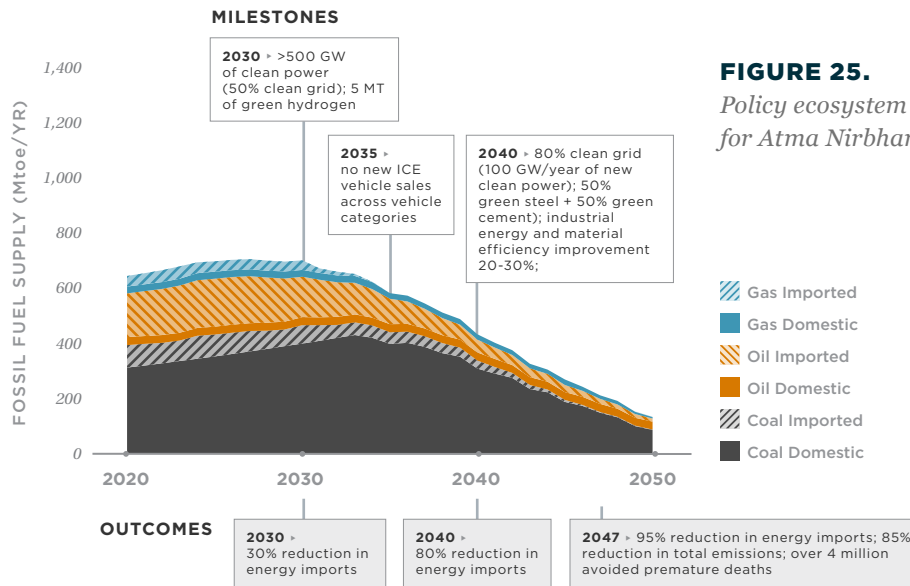 MILESTONES
2030 ▸ >500 GW
of clean power
(50% clean grid); 5 MT
of green hydrogen
2035 ▸
no new ICE
vehicle sales
across vehicle
categories
2040 ▸ 80% clean grid
(100 GW/year of new
clean power); 50%
green steel + 50% green
cement); industrial
energy and material
efficiency improvement
20-30%;
FIGURE 25.
Policy ecosystem
for Atma Nirbhar
FOSSIL FUEL SUPPLY (Mtoe/YR)
1,400
1,200
1,000
800
600
400
200
0
2020
2030
2040
2050
Gas Imported
Gas Domestic
Oil Imported
Oil Domestic
Coal Imported
Coal Domestic
OUTCOMES
2030 ▸
30% reduction in
energy imports
2040 ▸
80% reduction in
energy imports
2047 ▸ 95% reduction in energy imports; 85%
reduction in total emissions; over 4 million
avoided premature deaths